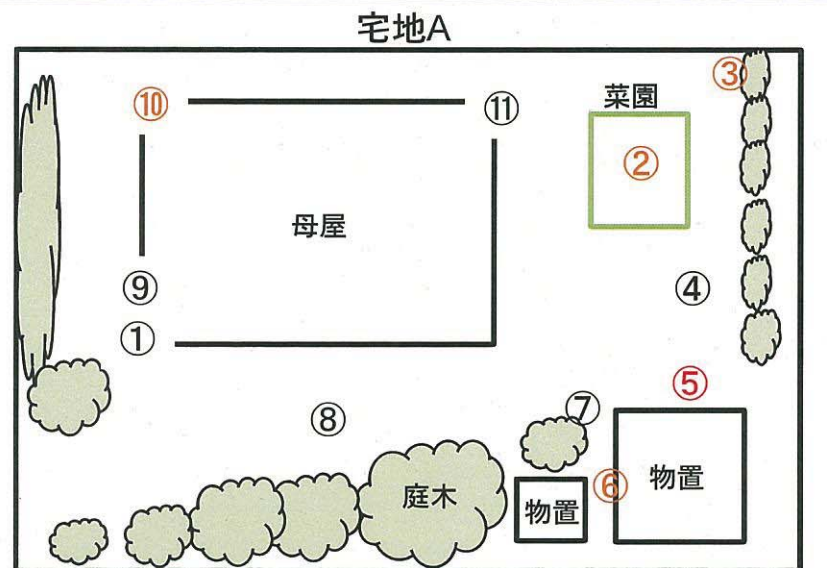 宅地A
⑩
⑪
菜園
③
②
母屋
⑨
④
①
⑤
⑧
⑦
庭木
物置
⑥
物置